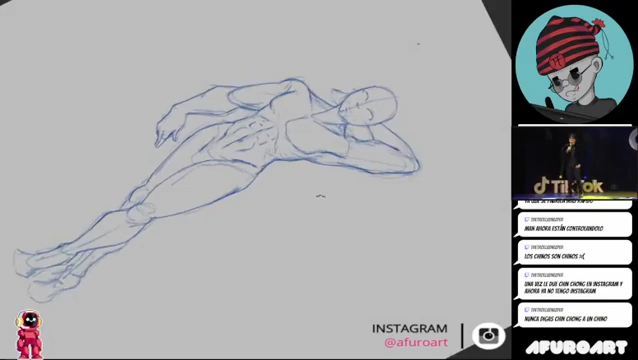 INSTAGRAM
@afuroart
TikTok
MAN AHORA ESTÁN CONTROLANDOLO
LOS CHINOS SON CHINOS >:(
UNA VEZ LE DIJE CHIN CHONG EN INSTAGRAM Y
AHORA YA NO TENGO INSTAGRAM
NUNCA DIGAS CHIN CHONG A UN CHINO
AFUROART